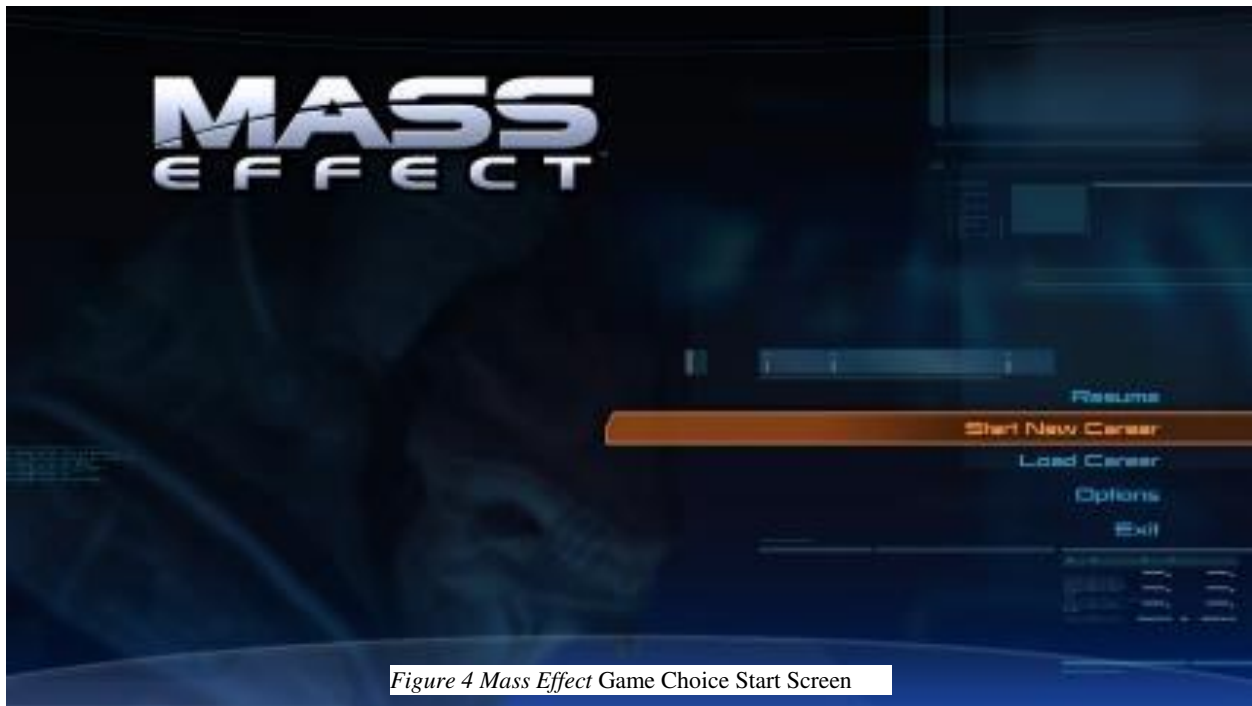 MASS
EFFECT
Resume
Start New Career
Load Career
Options
Exit
Figure 4 Mass Effect Game Choice Start Screen